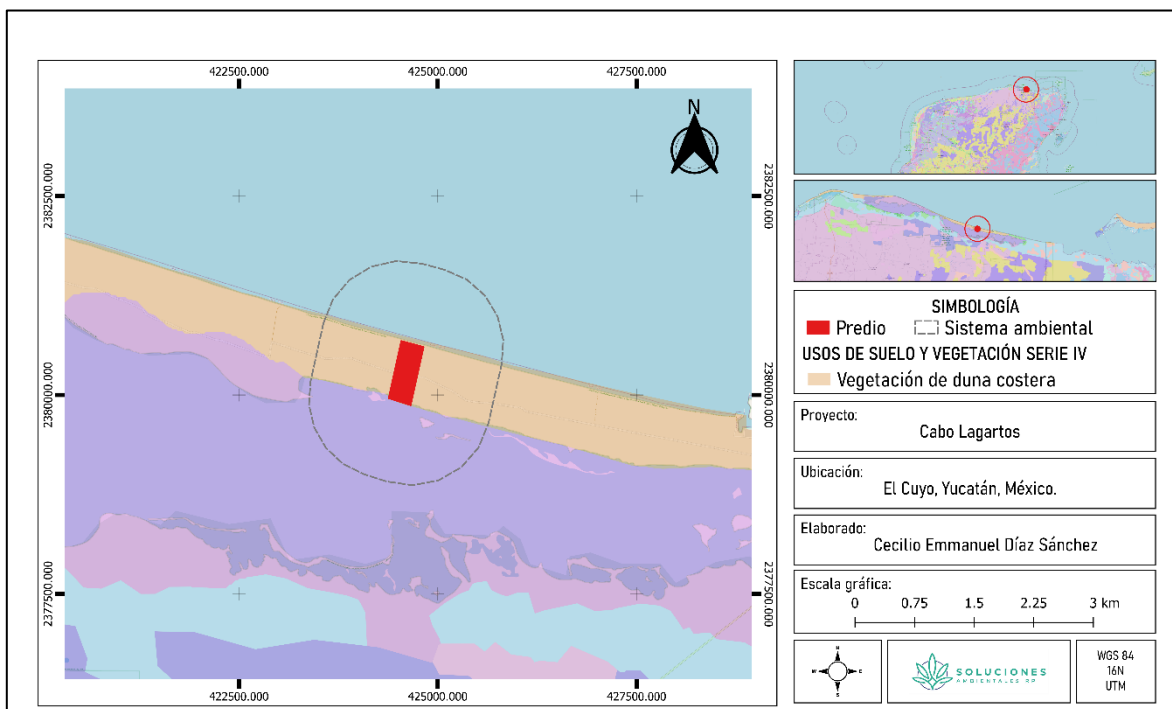 422500.000 425000.000 427500.000
N
2382500.000 2382500.000
2380000.000 2380000.000
2377500.000 2377500.000
422500.000 425000.000 427500.000
SIMBOLOGÍA
Predio Sistema ambiental
USOS DE SUELO Y VEGETACIÓN SERIE IV
Vegetación de duna costera
Proyecto:
Cabo Lagartos
Ubicación:
El Cuyo, Yucatán, México.
Elaborado:
Cecilio Emmanuel Díaz Sánchez
Escala gráfica:
0 0.75 1.5 2.25 3 km
N
W E
S
SOLUCIONES
AMBIENTALES RP
WGS 84
16N
UTM